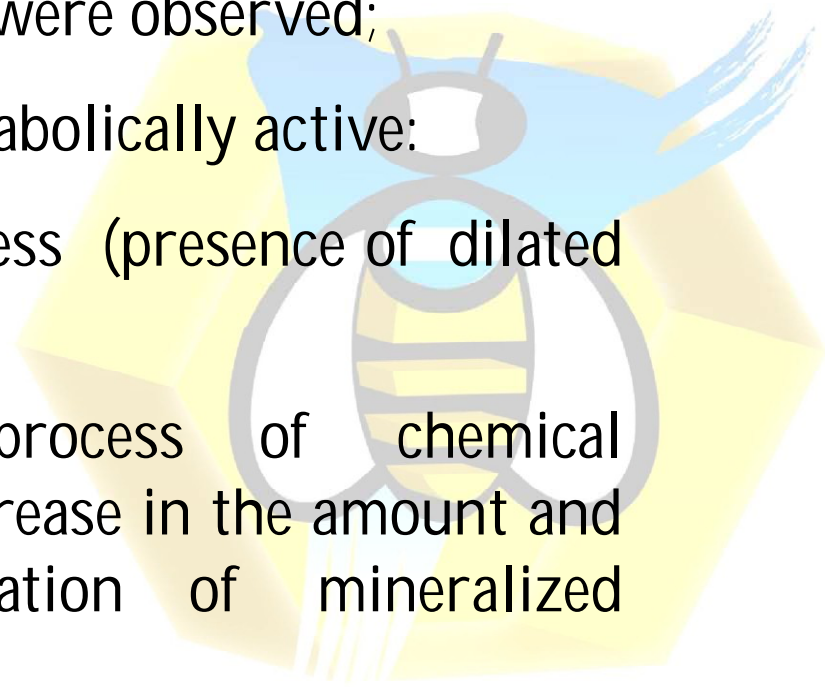 were observed;
abolically active:
ess (presence of dilated
process of chemical
rease in the amount and
ation of mineralized